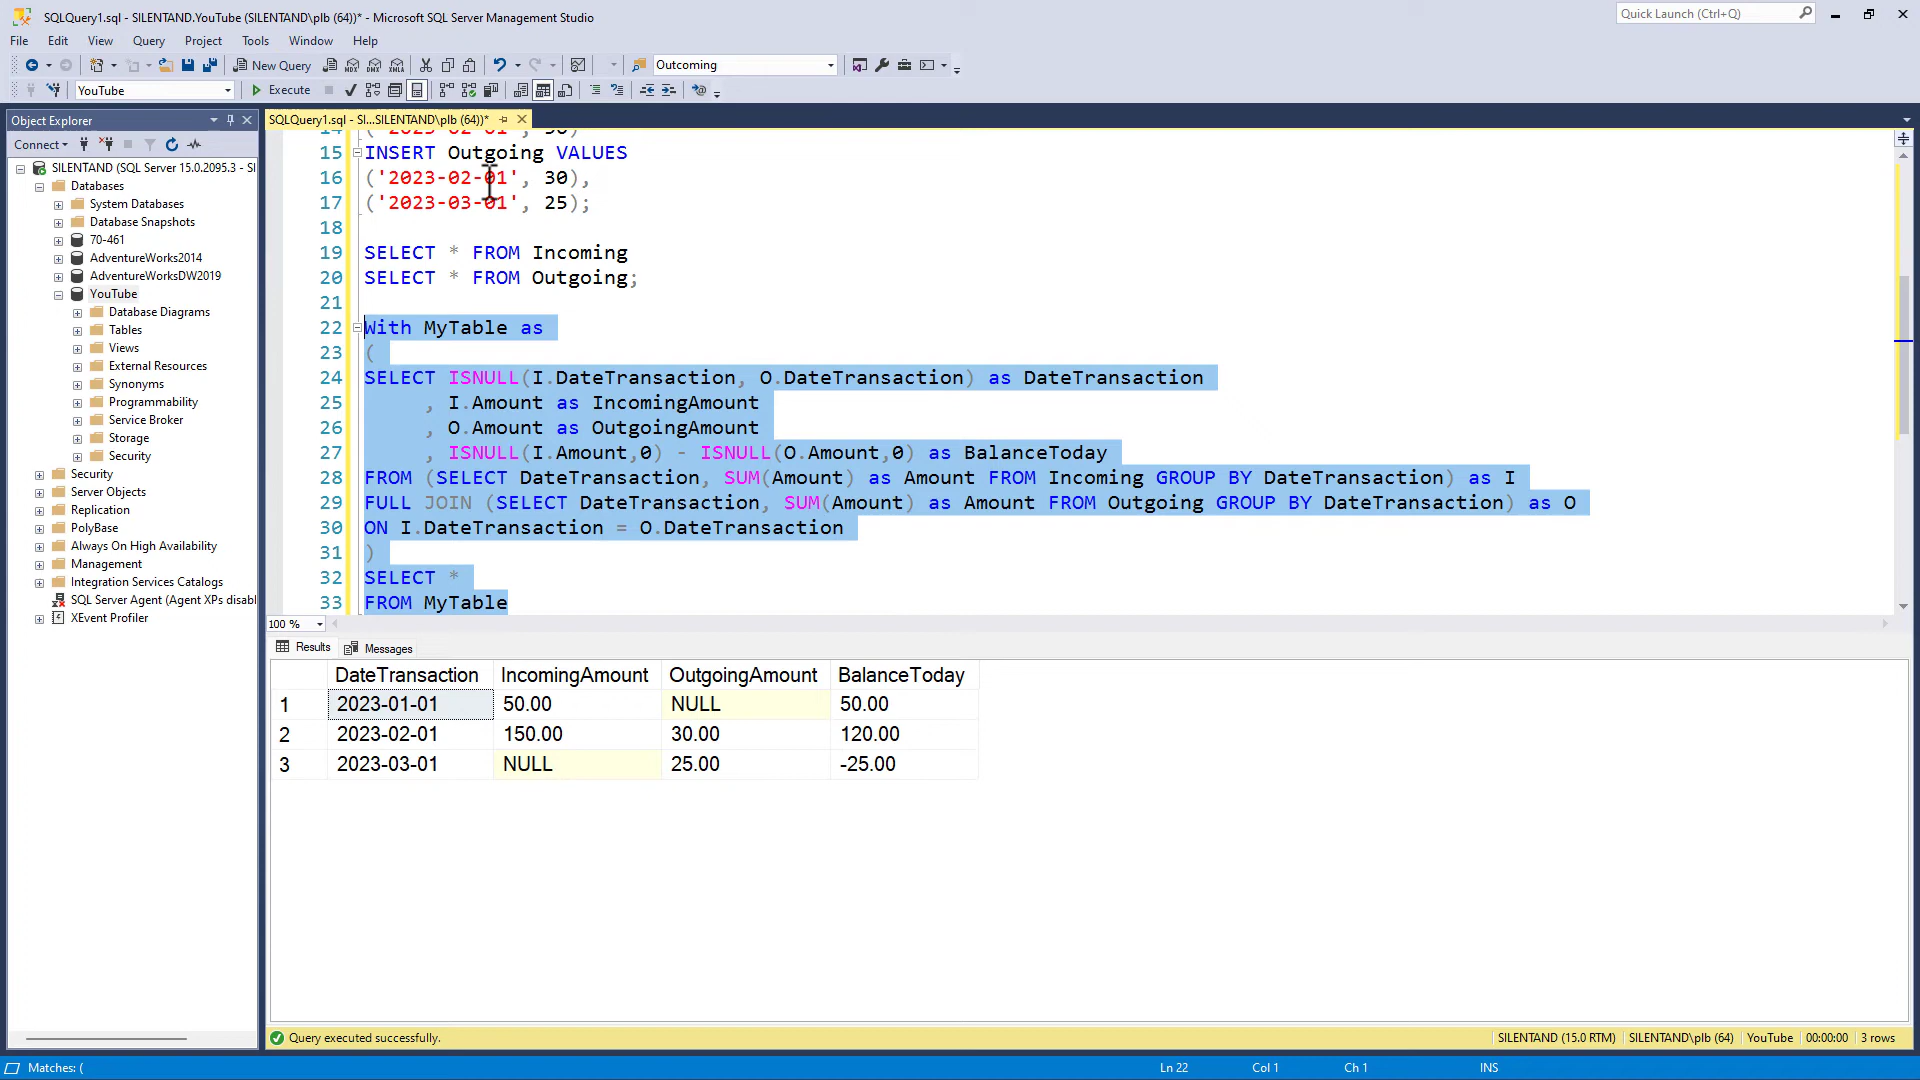 SQLQuery1.sql - SILENTAND.YouTube (SILENTAND\plb (64))* - Microsoft SQL Server Management Studio
Quick Launch (Ctrl+Q)
File Edit View Query Project Tools Window Help
New Query
Outcoming
YouTube
Execute
Object Explorer
SQLQuery1.sql - SI...SILENTAND\plb (64))*
Connect
SILENTAND (SQL Server 15.0.2095.3 - SI
Databases
System Databases
Database Snapshots
70-461
AdventureWorks2014
AdventureWorksDW2019
YouTube
Database Diagrams
Tables
Views
External Resources
Synonyms
Programmability
Service Broker
Storage
Security
Security
Server Objects
Replication
PolyBase
Always On High Availability
Management
Integration Services Catalogs
SQL Server Agent (Agent XPs disabl
XEvent Profiler
14 ('2023-02-01', 50)
15 INSERT Outgoing VALUES
16 ('2023-02-01', 30),
17 ('2023-03-01', 25);
18
19 SELECT * FROM Incoming
20 SELECT * FROM Outgoing;
21
22 With MyTable as
23 (
24 SELECT ISNULL(I.DateTransaction, O.DateTransaction) as DateTransaction
25 , I.Amount as IncomingAmount
26 , O.Amount as OutgoingAmount
27 , ISNULL(I.Amount,0) - ISNULL(O.Amount,0) as BalanceToday
28 FROM (SELECT DateTransaction, SUM(Amount) as Amount FROM Incoming GROUP BY DateTransaction) as I
29 FULL JOIN (SELECT DateTransaction, SUM(Amount) as Amount FROM Outgoing GROUP BY DateTransaction) as O
30 ON I.DateTransaction = O.DateTransaction
31 )
32 SELECT *
33 FROM MyTable
100 %
Results Messages
DateTransaction IncomingAmount OutgoingAmount BalanceToday
1 2023-01-01 50.00 NULL 50.00
2 2023-02-01 150.00 30.00 120.00
3 2023-03-01 NULL 25.00 -25.00
Query executed successfully.
SILENTAND (15.0 RTM) SILENTAND\plb (64) YouTube 00:00:00 3 rows
Matches: (
Ln 22 Col 1 Ch 1 INS